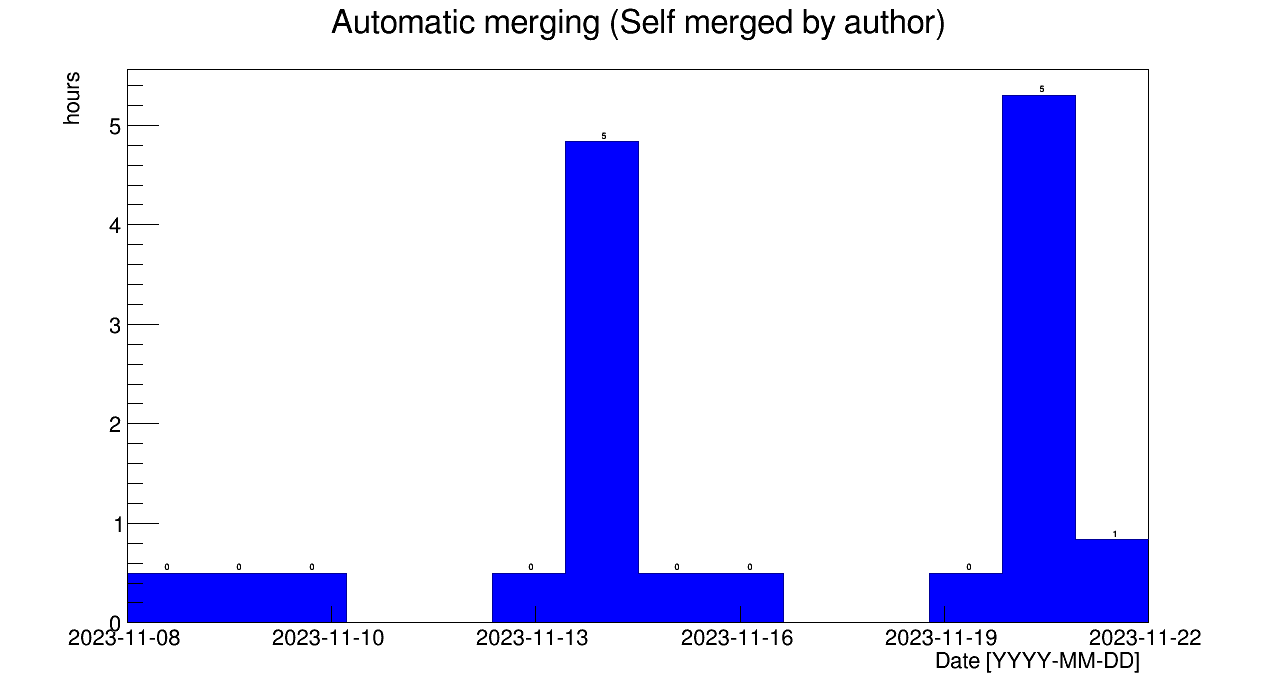 Automatic merging (Self merged by author)
hours
5
4
3
2
1
0
0 0 0 0 5 0 0 0 5 1
2023-11-08 2023-11-10 2023-11-13 2023-11-16 2023-11-19 2023-11-22
Date [YYYY-MM-DD]